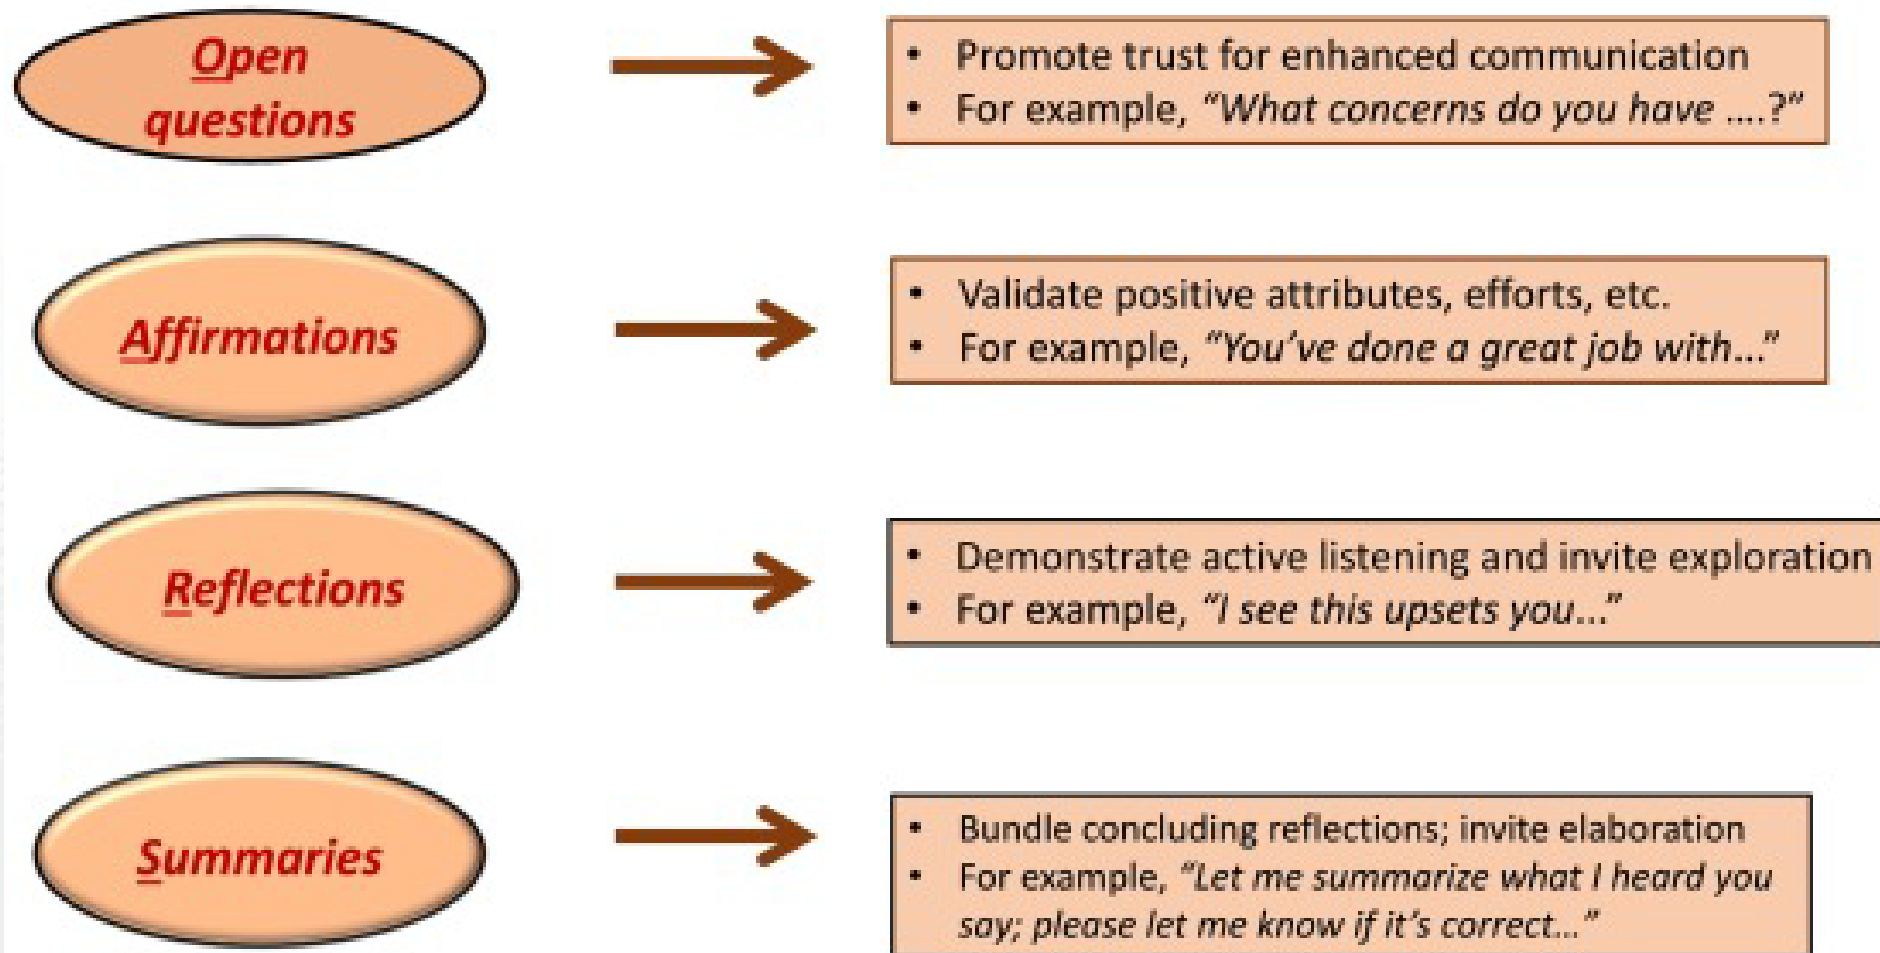 Open
questions
• Promote trust for enhanced communication
• For example, “What concerns do you have ....?”
Affirmations
• Validate positive attributes, efforts, etc.
• For example, “You’ve done a great job with...”
Reflections
• Demonstrate active listening and invite exploration
• For example, “I see this upsets you...”
Summaries
• Bundle concluding reflections; invite elaboration
• For example, “Let me summarize what I heard you
say; please let me know if it’s correct...”